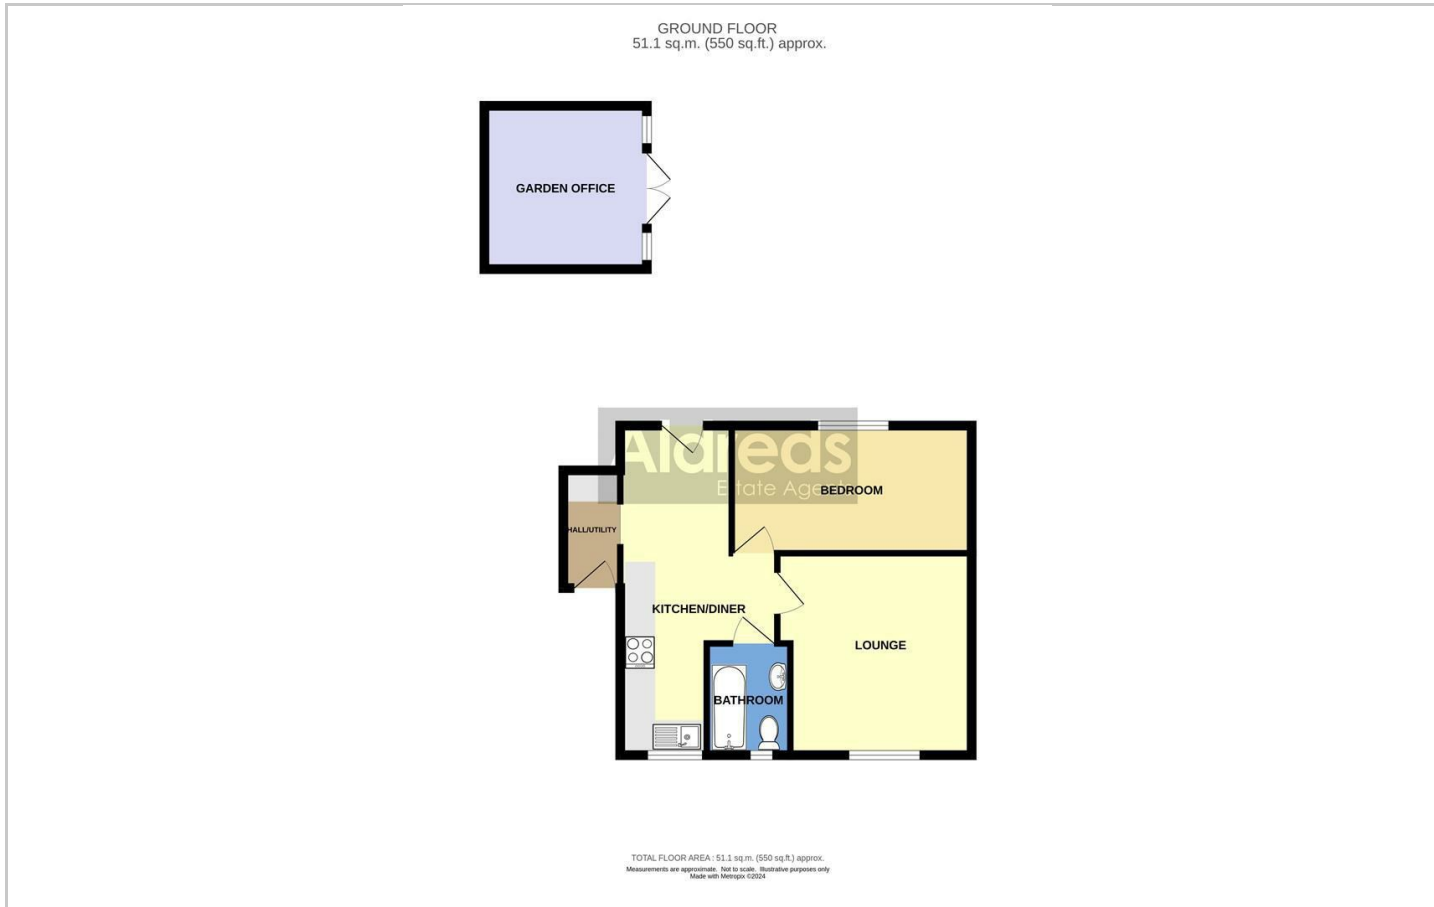 GROUND FLOOR
51.1 sq.m. (550 sq.ft.) approx.
GARDEN OFFICE
Aldreds
Estate Agents
BEDROOM
HALL/UTILITY
KITCHEN/DINER
LOUNGE
BATHROOM
TOTAL FLOOR AREA : 51.1 sq.m. (550 sq.ft.) approx.
Measurements are approximate. Not to scale. Illustrative purposes only
Made with Metropix ©2024